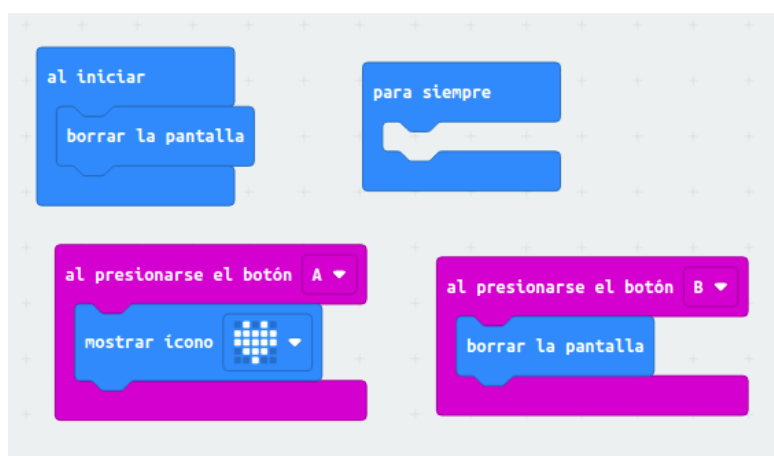 al iniciar
borrar la pantalla
para siempre
al presionarse el botón A
mostrar ícono
al presionarse el botón B
borrar la pantalla